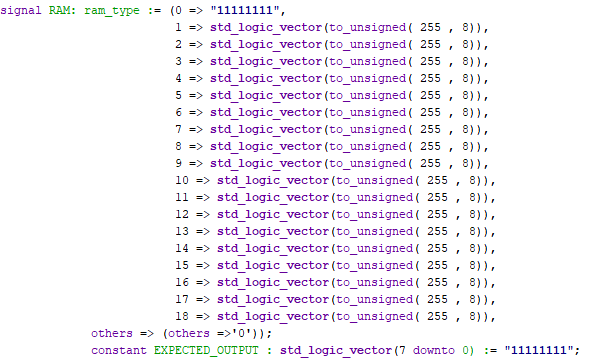 signal RAM: ram_type := (0 => "11111111",
1 => std_logic_vector(to_unsigned( 255 , 8)),
2 => std_logic_vector(to_unsigned( 255 , 8)),
3 => std_logic_vector(to_unsigned( 255 , 8)),
4 => std_logic_vector(to_unsigned( 255 , 8)),
5 => std_logic_vector(to_unsigned( 255 , 8)),
6 => std_logic_vector(to_unsigned( 255 , 8)),
7 => std_logic_vector(to_unsigned( 255 , 8)),
8 => std_logic_vector(to_unsigned( 255 , 8)),
9 => std_logic_vector(to_unsigned( 255 , 8)),
10 => std_logic_vector(to_unsigned( 255 , 8)),
11 => std_logic_vector(to_unsigned( 255 , 8)),
12 => std_logic_vector(to_unsigned( 255 , 8)),
13 => std_logic_vector(to_unsigned( 255 , 8)),
14 => std_logic_vector(to_unsigned( 255 , 8)),
15 => std_logic_vector(to_unsigned( 255 , 8)),
16 => std_logic_vector(to_unsigned( 255 , 8)),
17 => std_logic_vector(to_unsigned( 255 , 8)),
18 => std_logic_vector(to_unsigned( 255 , 8)),
others => (others =>'0'));
constant EXPECTED_OUTPUT : std_logic_vector(7 downto 0) := "11111111";